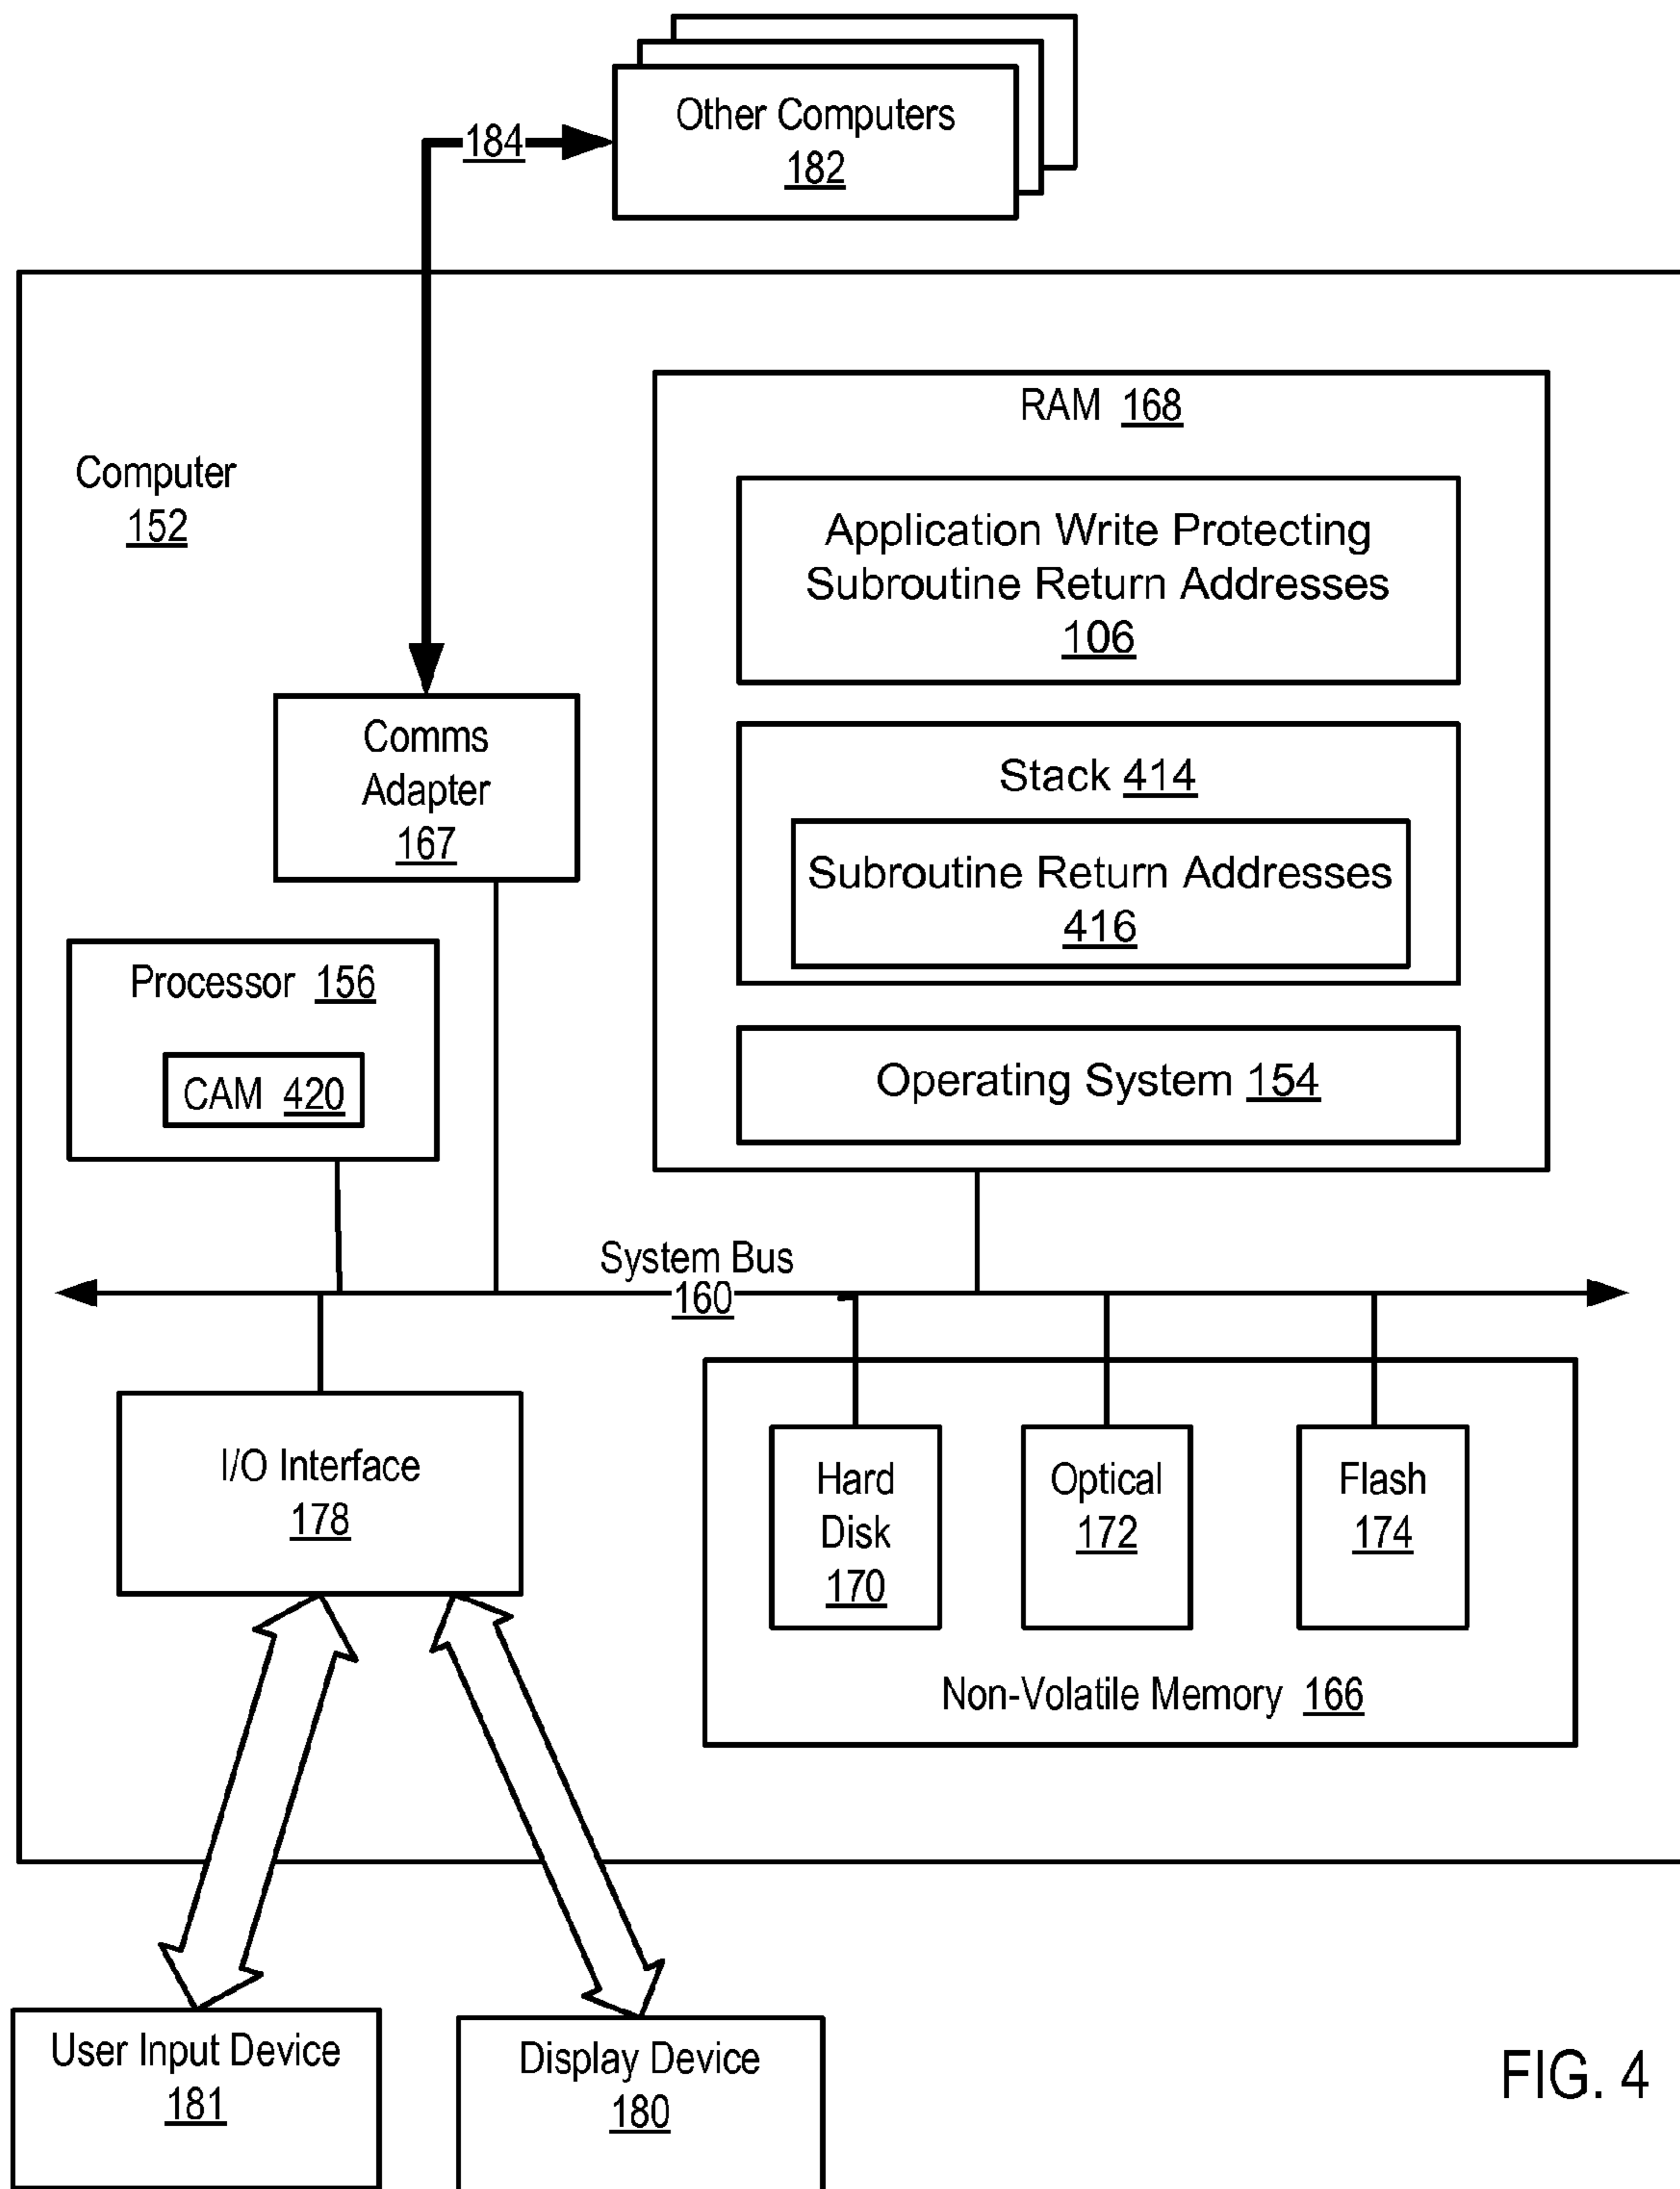 Other Computers
182
184
Computer
152
RAM 168
Application Write Protecting
Subroutine Return Addresses
106
Comms
Adapter
167
Stack 414
Subroutine Return Addresses
416
Processor 156
CAM 420
Operating System 154
System Bus
160
I/O Interface
178
Hard
Disk
170
Optical
172
Flash
174
Non-Volatile Memory 166
User Input Device
181
Display Device
180
FIG. 4